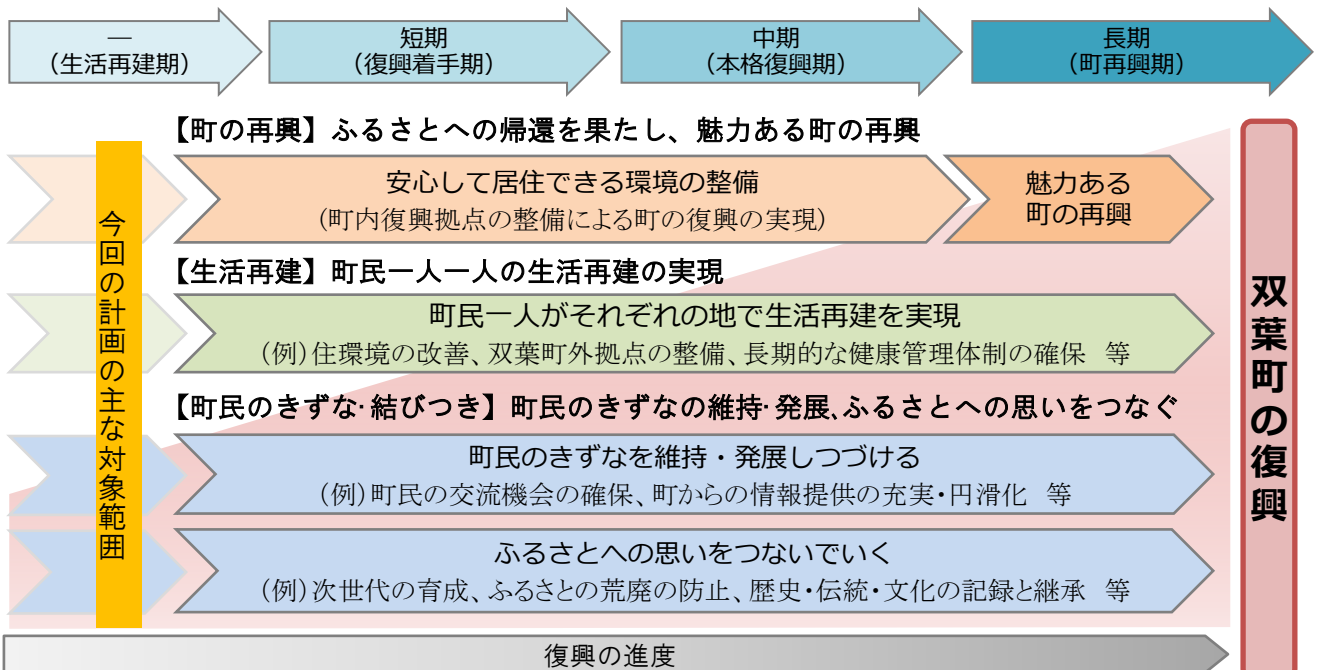 ―
（生活再建期）
短期
（復興着手期）
中期
（本格復興期）
長期
（町再興期）
【町の再興】ふるさとへの帰還を果たし、魅力ある町の再興
安心して居住できる環境の整備
（町内復興拠点の整備による町の復興の実現）
魅力ある
町の再興
【生活再建】町民一人一人の生活再建の実現
町民一人がそれぞれの地で生活再建を実現
（例）住環境の改善、双葉町外拠点の整備、長期的な健康管理体制の確保　等
【町民のきずな・結びつき】町民のきずなの維持・発展、ふるさとへの思いをつなぐ
町民のきずなを維持・発展しつづける
（例）町民の交流機会の確保、町からの情報提供の充実・円滑化　等
ふるさとへの思いをつないでいく
（例）次世代の育成、ふるさとの荒廃の防止、歴史・伝統・文化の記録と継承　等
今回の計画の主な対象範囲
双葉町の復興
復興の進度